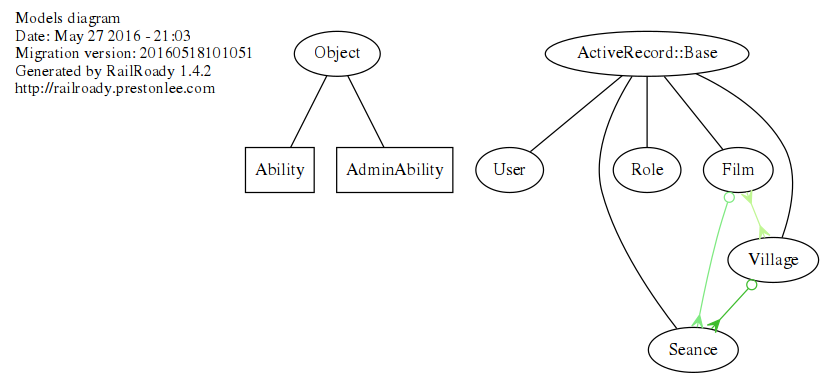 Models diagram
Date: May 27 2016 - 21:03
Migration version: 20160518101051
Generated by RailRoady 1.4.2
http://railroady.prestonlee.com
Object
ActiveRecord::Base
Ability
AdminAbility
User
Role
Film
Village
Seance